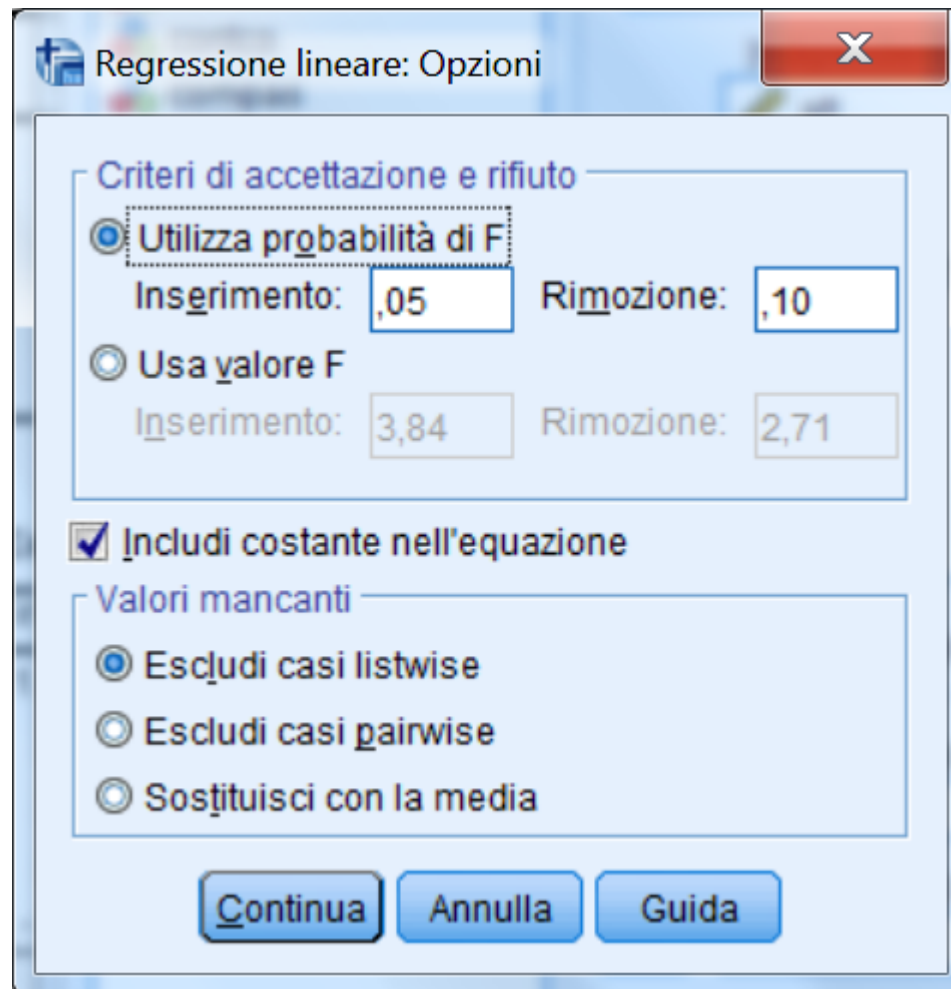 Regressione lineare: Opzioni
Criteri di accettazione e rifiuto
Utilizza probabilità di F
Inserimento: ,05 Rimozione: ,10
Usa valore F
Inserimento: 3,84 Rimozione: 2,71
Includi costante nell'equazione
Valori mancanti
Escludi casi listwise
Escludi casi pairwise
Sostituisci con la media
Continua Annulla Guida